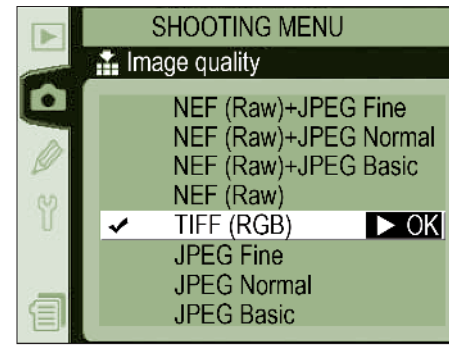 SHOOTING MENU
Image quality
NEF (Raw)+JPEG Fine
NEF (Raw)+JPEG Normal
NEF (Raw)+JPEG Basic
NEF (Raw)
TIFF (RGB) OK
JPEG Fine
JPEG Normal
JPEG Basic